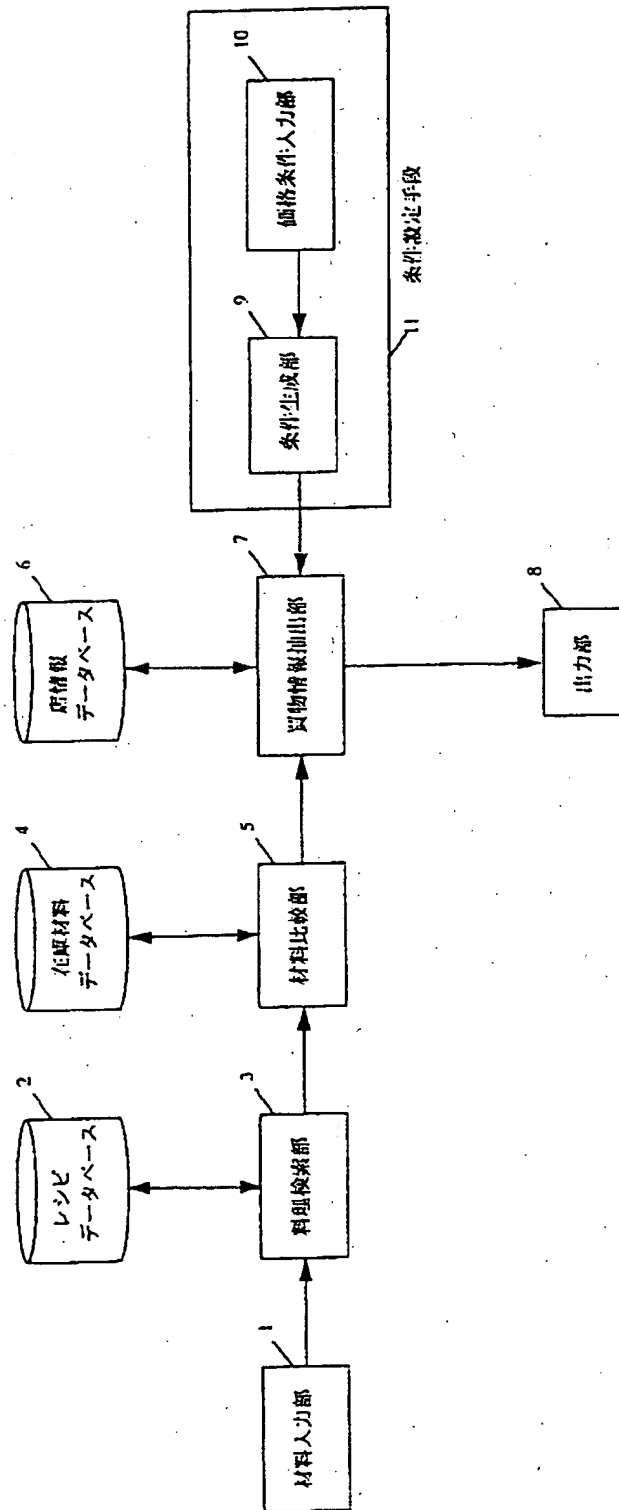 1
材料入力部
2
レシピ
データベース
3
料理検索部
4
在庫材料
データベース
5
材料比較部
6
店情報
データベース
7
買物情報抽出部
8
出力部
9
条件生成部
10
価格条件入力部
11
条件設定手段